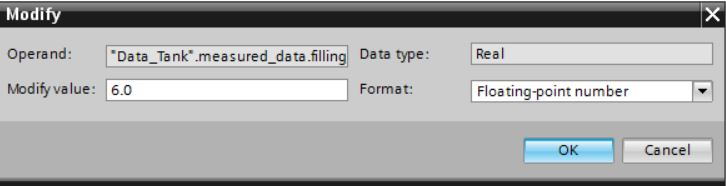 Modify
Operand: "Data_Tank".measured_data.filling Data type: Real
Modify value: 6.0 Format: Floating-point number
OK Cancel